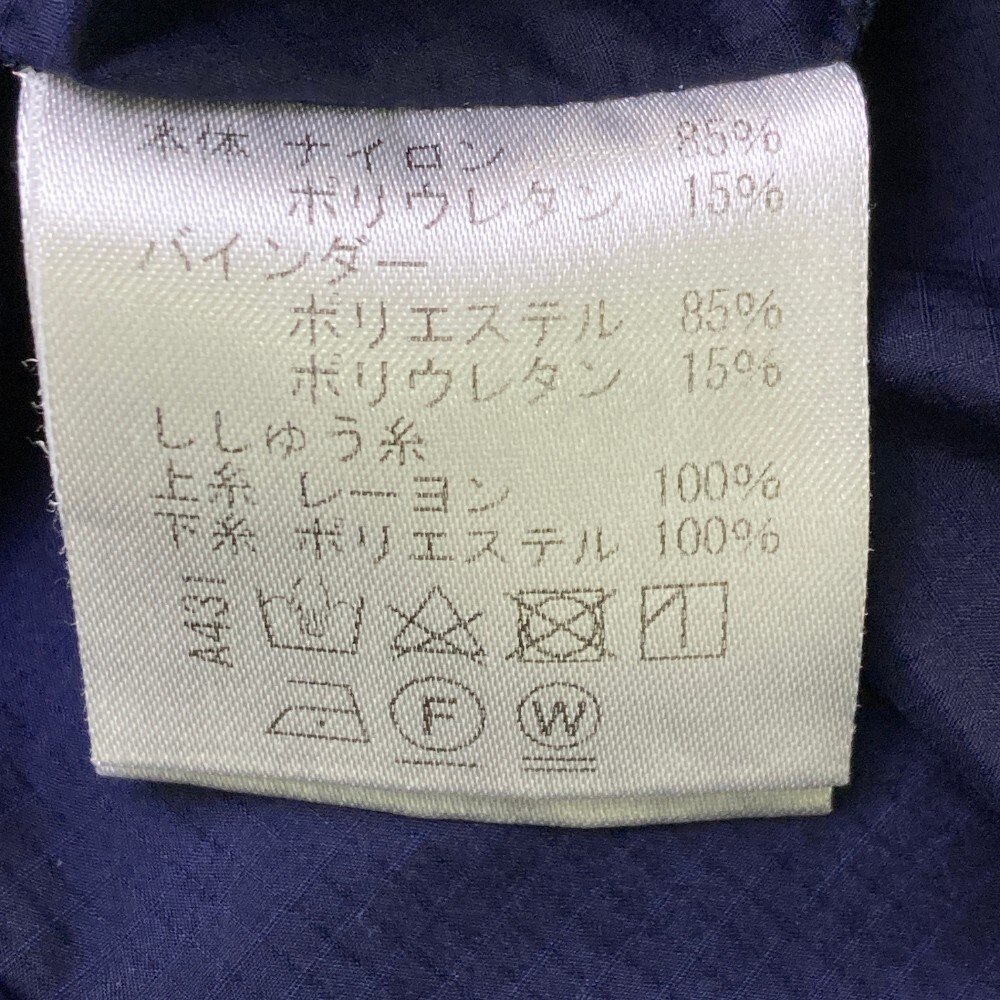 本体 ナイロン 85%
ポリウレタン 15%
バインダー
ポリエステル 85%
ポリウレタン 15%
ししゅう糸
上糸 レーヨン 100%
下糸 ポリエステル 100%
A431
F
W